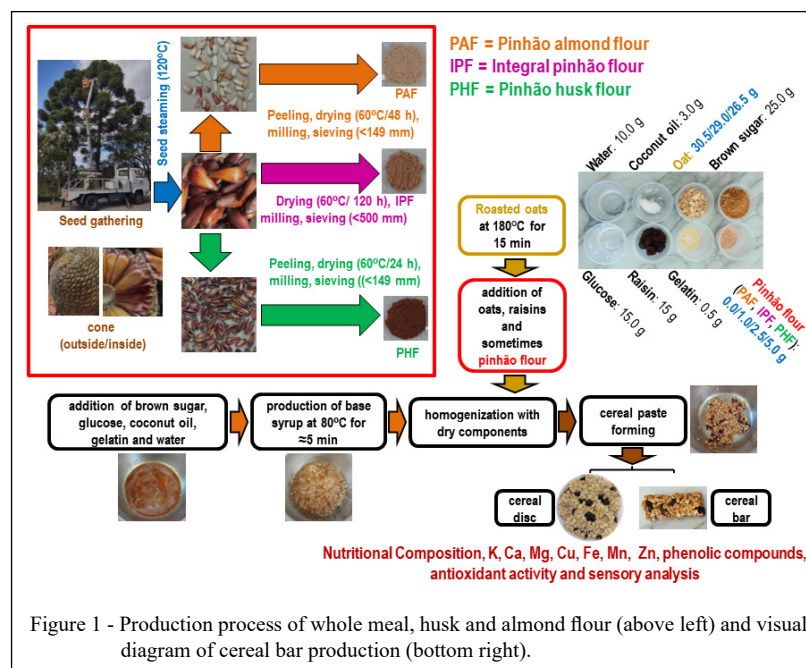 PAF = Pinhão almond flour
IPF = Integral pinhão flour
PHF = Pinhão husk flour
Seed steaming (120ºC)
Seed gathering
cone
(outside/inside)
PAF
Peeling, drying (60ºC/48 h),
milling, sieving (<149 mm)
Drying (60ºC/ 120 h), IPF
milling, sieving (<500 mm)
Peeling, drying (60ºC/24 h),
milling, sieving ((<149 mm)
PHF
Water: 10.0 g
Coconut oil: 3.0 g
Oat: 30.5/29.0/26.5 g
Brown sugar: 25.0 g
Glucose: 15.0 g
Raisin: 15 g
Gelatin: 0.5 g
Pinhão flour
(PAF, IPF, PHF):
0.0/1.0/2.5/5.0 g
Roasted oats
at 180ºC for
15 min
addition of
oats, raisins
and
sometimes
pinhão flour
addition of brown sugar,
glucose, coconut oil,
gelatin and water
production of base
syrup at 80ºC for
≈5 min
homogenization with
dry components
cereal paste
forming
cereal
disc
cereal
bar
Nutritional Composition, K, Ca, Mg, Cu, Fe, Mn, Zn, phenolic compounds,
antioxidant activity and sensory analysis
Figure 1 - Production process of whole meal, husk and almond flour (above left) and visual
diagram of cereal bar production (bottom right).